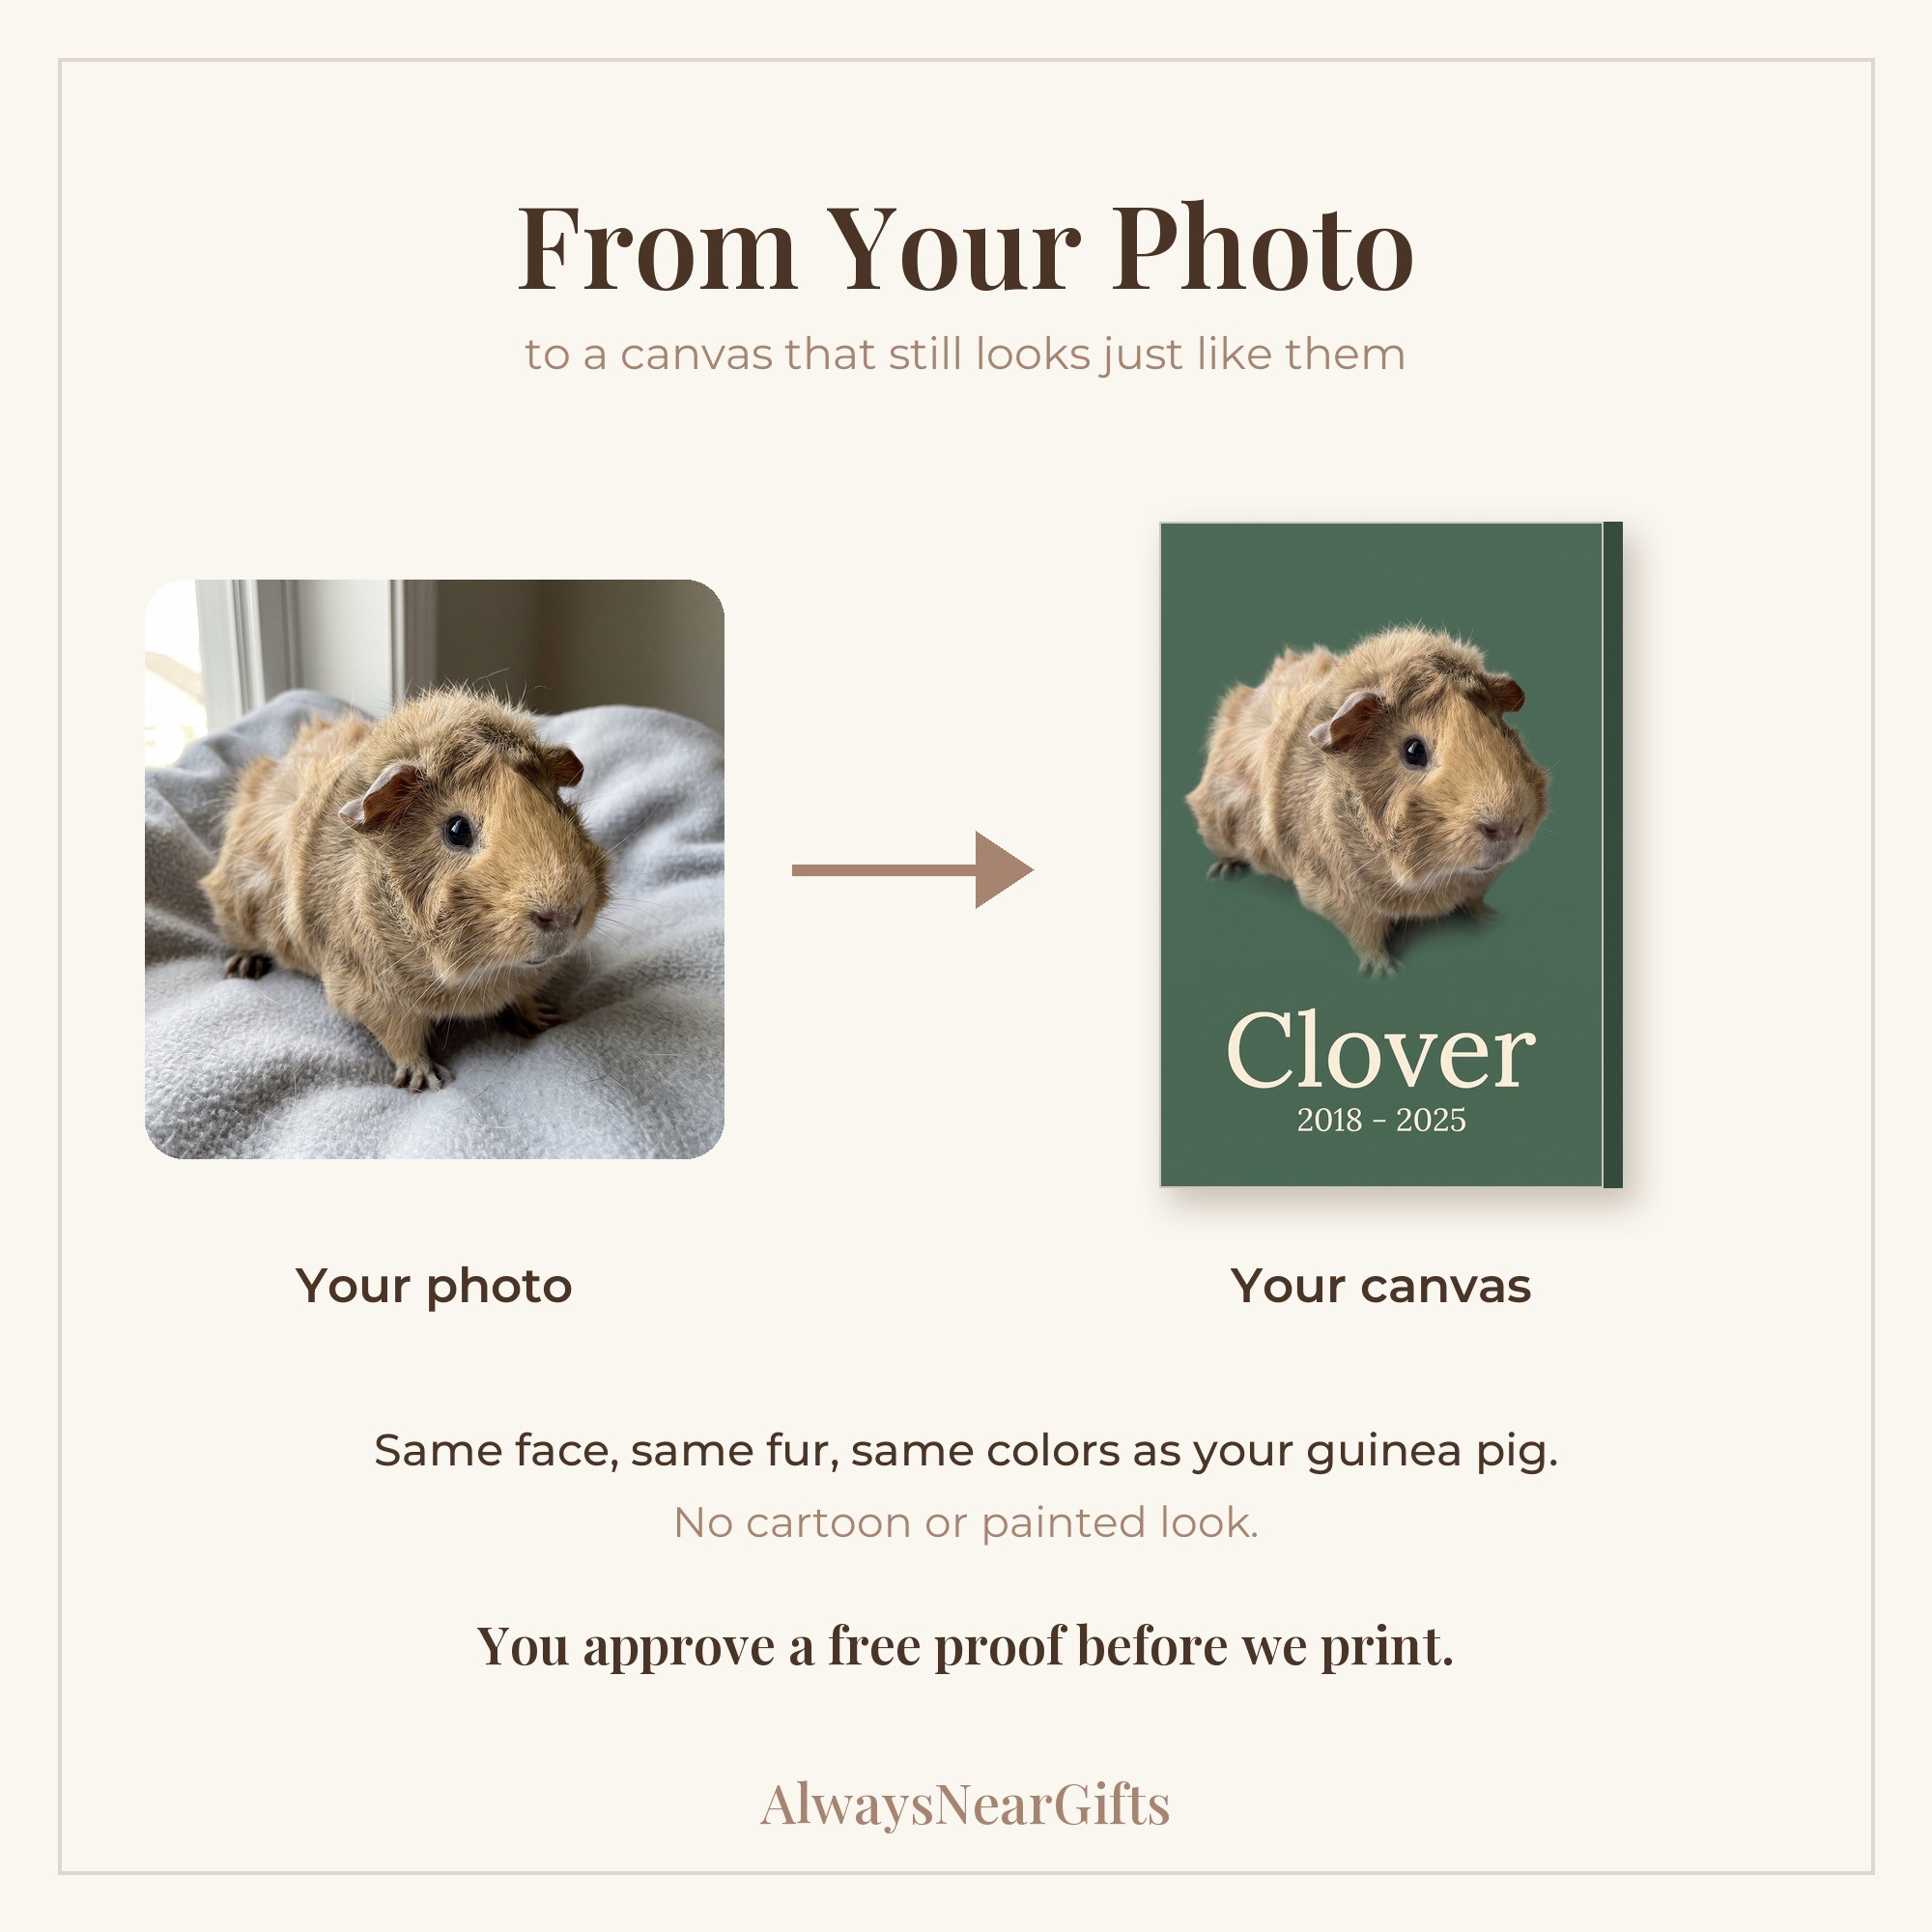 From Your Photo
to a canvas that still looks just like them
Clover
2018 – 2025
Your photo
Your canvas
Same face, same fur, same colors as your guinea pig.
No cartoon or painted look.
You approve a free proof before we print.
AlwaysNearGifts